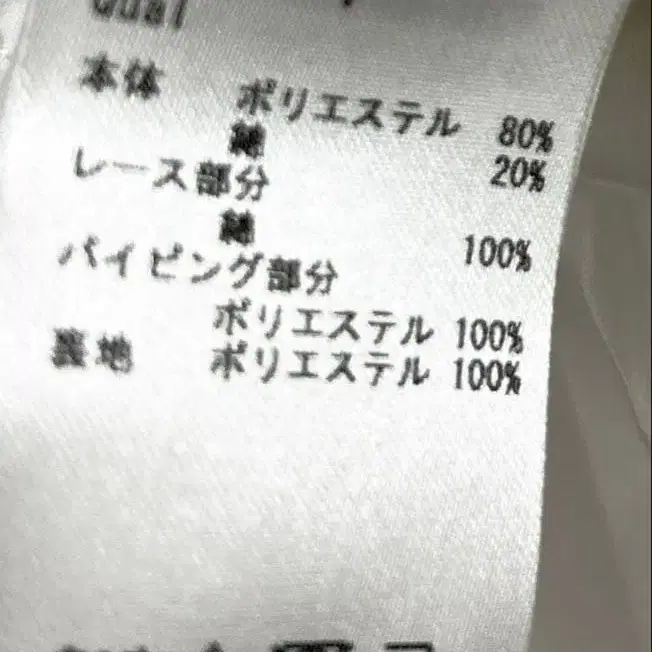 Qual
本体 ポリエステル 80%
綿 20%
レース部分
綿 100%
パイピング部分
ポリエステル 100%
裏地 ポリエステル 100%